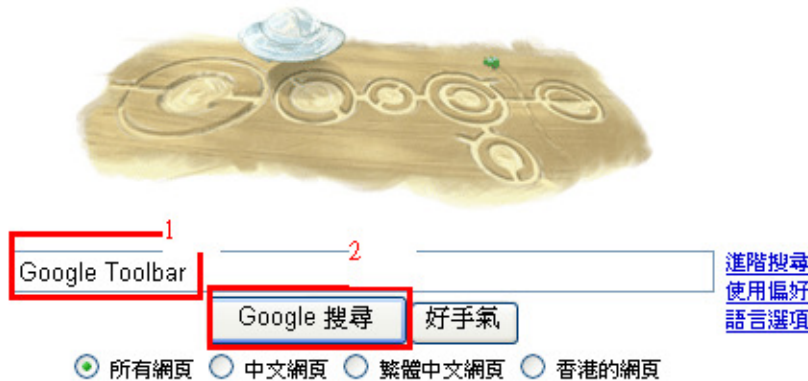 1
2
Google Toolbar
進階搜尋
使用偏好
語言選項
Google 搜尋
好手氣
所有網頁 中文網頁 繁體中文網頁 香港的網頁